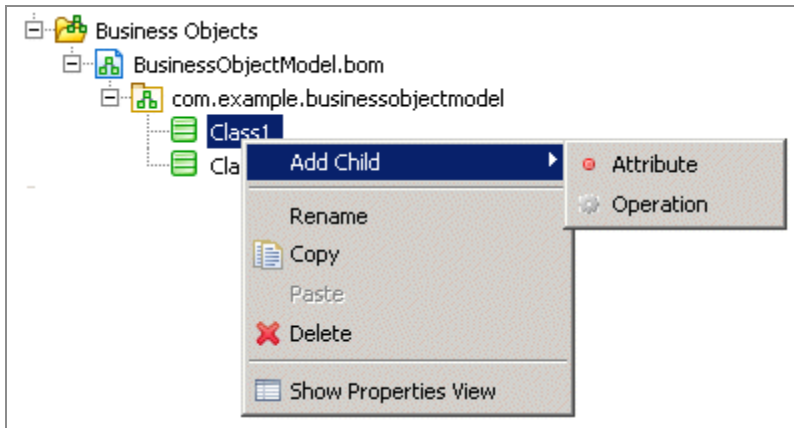 Business Objects
BusinessObjectModel.bom
com.example.businessobjectmodel
Class1
Cla
Add Child
Attribute
Operation
Rename
Copy
Paste
Delete
Show Properties View